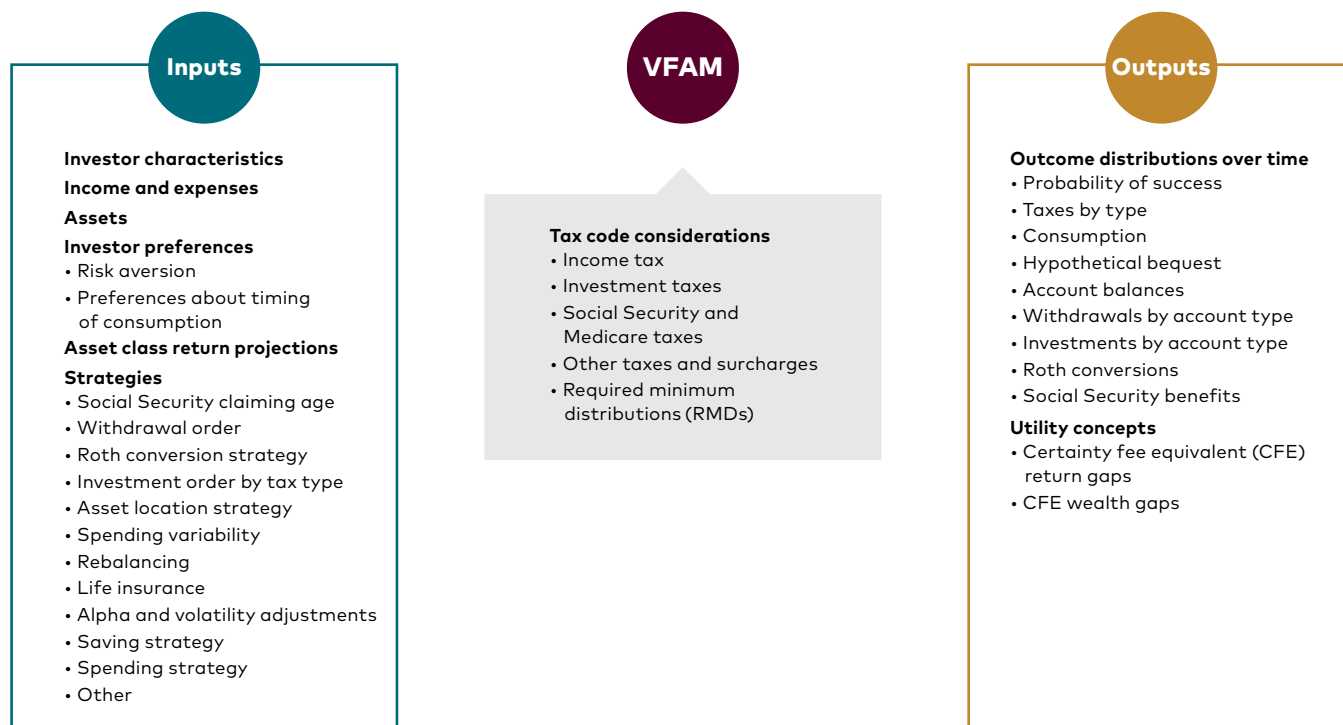 Inputs
Investor characteristics
Income and expenses
Assets
Investor preferences
• Risk aversion
• Preferences about timing
of consumption
Asset class return projections
Strategies
• Social Security claiming age
• Withdrawal order
• Roth conversion strategy
• Investment order by tax type
• Asset location strategy
• Spending variability
• Rebalancing
• Life insurance
• Alpha and volatility adjustments
• Saving strategy
• Spending strategy
• Other
VFAM
Tax code considerations
• Income tax
• Investment taxes
• Social Security and
Medicare taxes
• Other taxes and surcharges
• Required minimum
distributions (RMDs)
Outputs
Outcome distributions over time
• Probability of success
• Taxes by type
• Consumption
• Hypothetical bequest
• Account balances
• Withdrawals by account type
• Investments by account type
• Roth conversions
• Social Security benefits
Utility concepts
• Certainty fee equivalent (CFE)
return gaps
• CFE wealth gaps